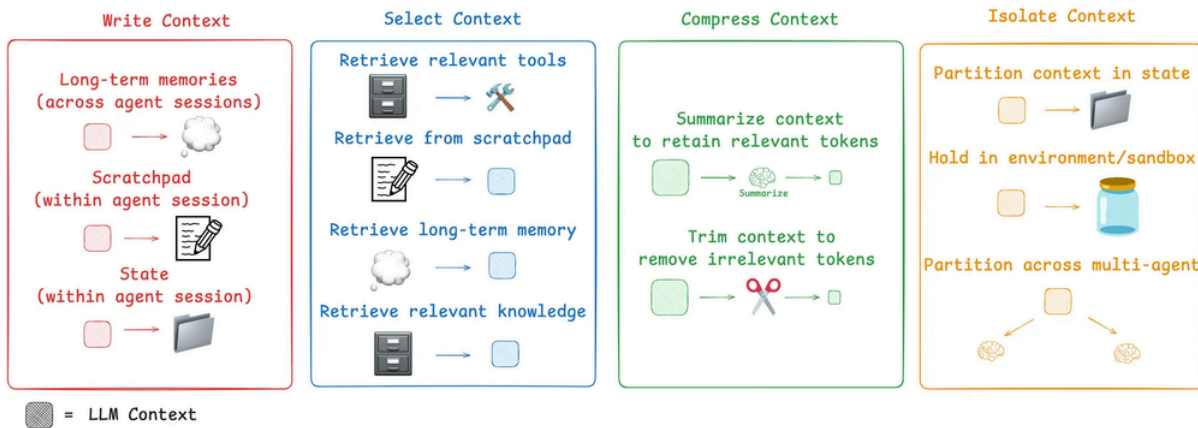 Write Context
Long-term memories
(across agent sessions)
Scratchpad
(within agent session)
State
(within agent session)
Select Context
Retrieve relevant tools
Retrieve from scratchpad
Retrieve long-term memory
Retrieve relevant knowledge
Compress Context
Summarize context
to retain relevant tokens
Summarize
Trim context to
remove irrelevant tokens
Isolate Context
Partition context in state
Hold in environment/sandbox
Partition across multi-agent
= LLM Context